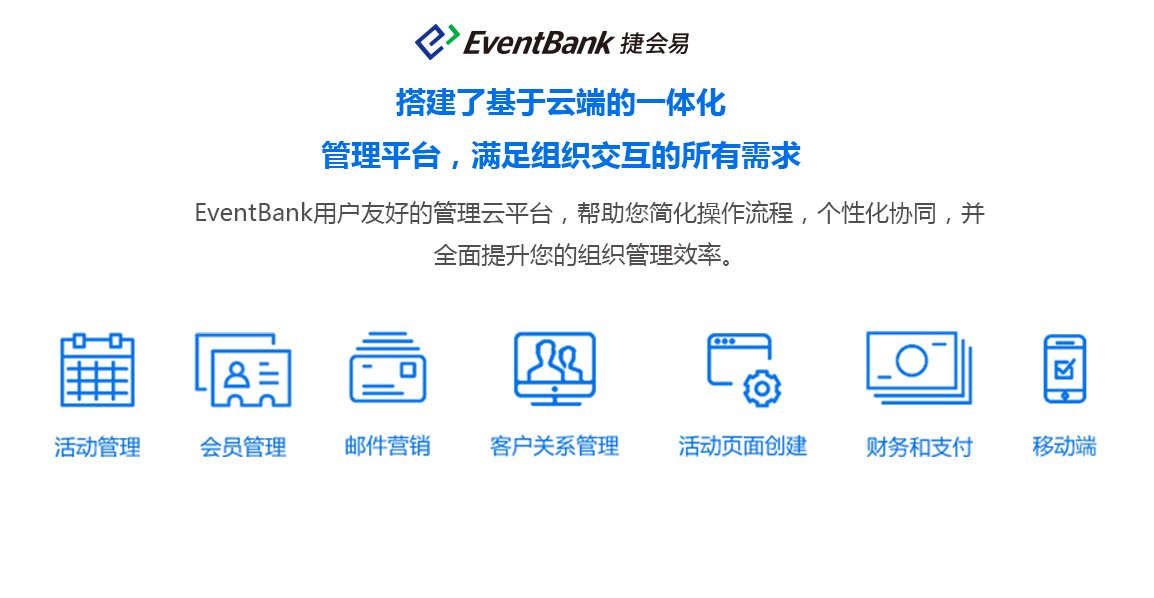 EventBank 捷会易
搭建了基于云端的一体化
管理平台，满足组织交互的所有需求
EventBank用户友好的管理云平台，帮助您简化操作流程，个性化协同，并
全面提升您的组织管理效率。
活动管理 会员管理 邮件营销 客户关系管理 活动页面创建 财务和支付 移动端